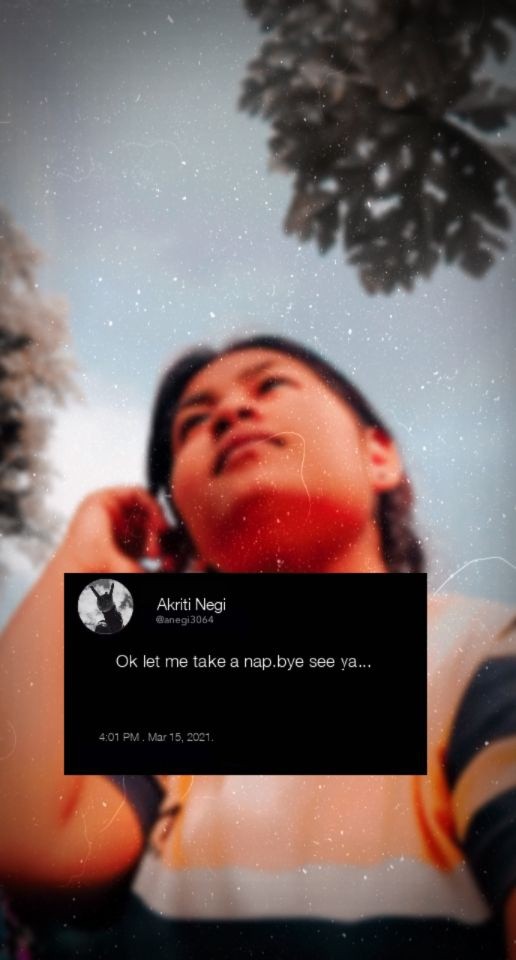 Akriti Negi
@anegi3064
Ok let me take a nap.bye see ya...
4:01 PM . Mar 15, 2021.